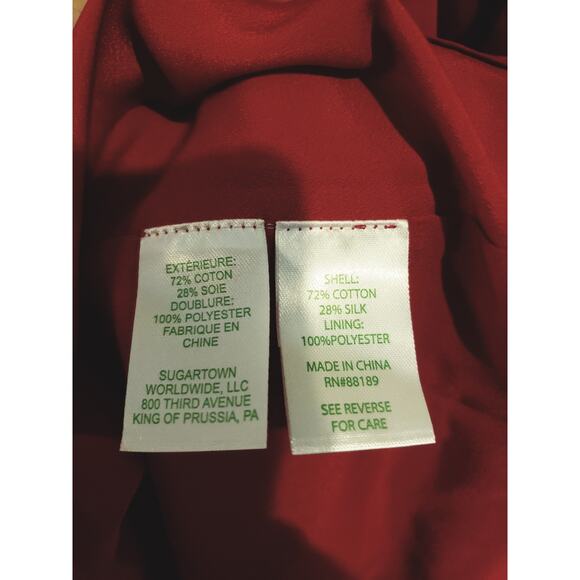 EXTÉRIEURE:
72% COTON
28% SOIE
DOUBLURE:
100% POLYESTER
FABRIQUE EN
CHINE
SUGARTOWN
WORLDWIDE, LLC
800 THIRD AVENUE
KING OF PRUSSIA, PA
SHELL:
72% COTTON
28% SILK
LINING:
100%POLYESTER
MADE IN CHINA
RN#88189
SEE REVERSE
FOR CARE